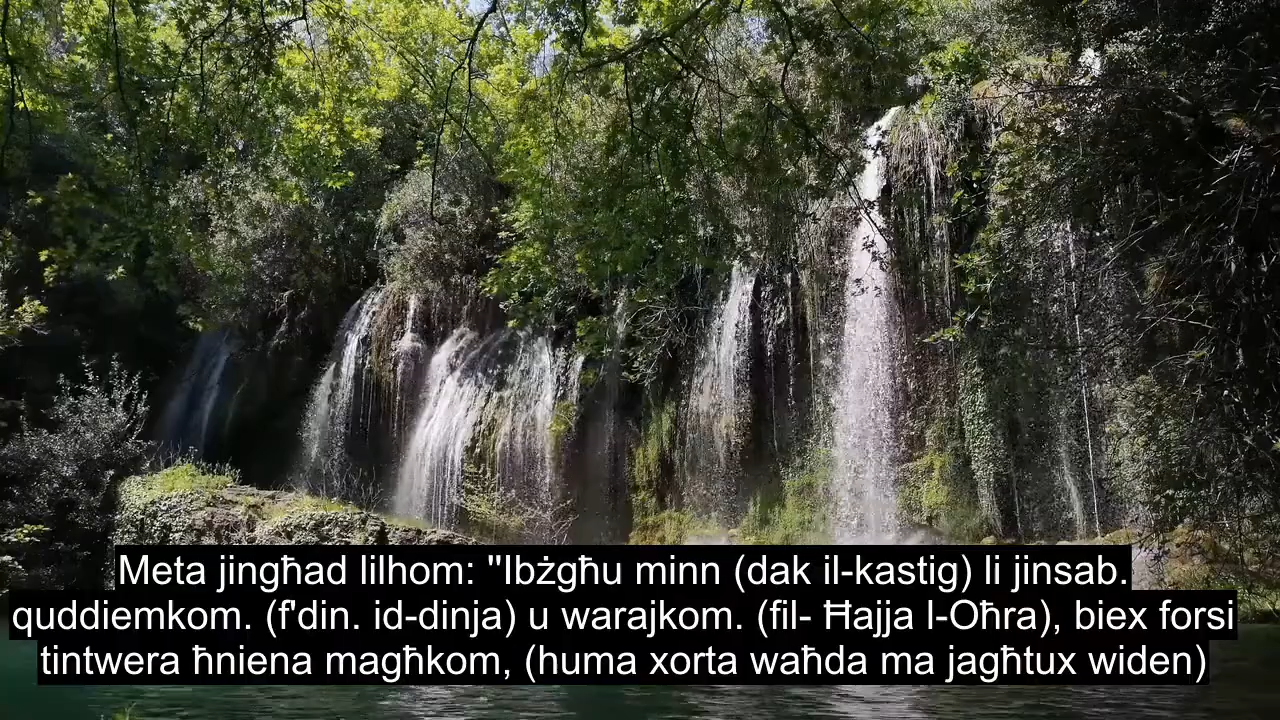 Meta jingħad lilhom: "Ibżgħu minn (dak il-kastig) li jinsab.
quddiemkom. (f'din. id-dinja) u warajkom. (fil- Ħajja l-Oħra), biex forsi
tintwera ħniena magħkom, (huma xorta waħda ma jagħtux widen)